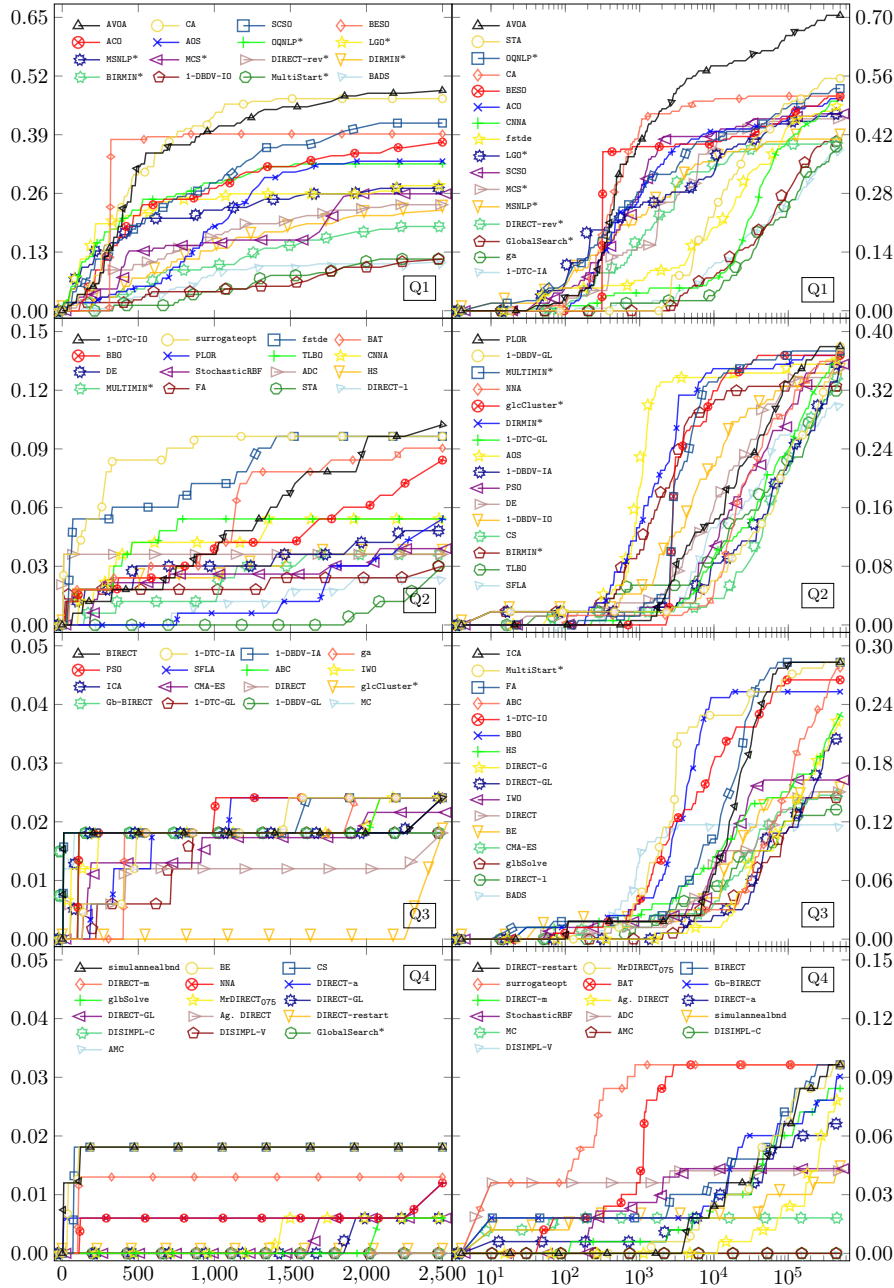 0.65
0.52
0.39
0.26
0.13
0.00
AVOA CA SCSO BESO
ACO AOS OQNLP* LGO*
MSNLP* MCS* DIRECT-rev* DIRMIN*
BIRMIN* 1-DBDV-IO MultiStart* BADS
Q1
AVOA
STA
OQNLP*
CA
BESO
ACO
CNNA
fstde
LGO*
SCSO
MCS*
MSNLP*
DIRECT-rev*
GlobalSearch*
ga
1-DTC-IA
Q1
0.70
0.56
0.42
0.28
0.14
0.00
0.15
0.12
0.09
0.06
0.03
0.00
1-DTC-IO surrogateopt fstde BAT
BBO PLOR TLBO CNNA
DE StochasticRBF ADC HS
MULTIMIN* FA STA DIRECT-l
Q2
PLOR
1-DBDV-GL
MULTIMIN*
NNA
glcCluster*
DIRMIN*
1-DTC-GL
AOS
1-DBDV-IA
PSO
DE
1-DBDV-IO
CS
BIRMIN*
TLBO
SFLA
Q2
0.40
0.32
0.24
0.16
0.08
0.00
0.05
0.04
0.03
0.02
0.01
0.00
BIRECT 1-DTC-IA 1-DBDV-IA ga
PSO SFLA ABC IWO
ICA CMA-ES DIRECT glcCluster*
Gb-BIRECT 1-DTC-GL 1-DBDV-GL MC
Q3
ICA
MultiStart*
FA
ABC
1-DTC-IO
BBO
HS
DIRECT-G
DIRECT-GL
IWO
DIRECT
BE
CMA-ES
glbSolve
DIRECT-l
BADS
Q3
0.30
0.24
0.18
0.12
0.06
0.00
0.05
0.04
0.03
0.02
0.01
0.00
simulannealbnd BE CS
DIRECT-m NNA DIRECT-a
glbSolve MrDIRECT075 DIRECT-GL
DIRECT-GL Ag. DIRECT DIRECT-restart
DISIMPL-C DISIMPL-V GlobalSearch*
AMC
Q4
DIRECT-restart MrDIRECT075 BIRECT
surrogateopt BAT Gb-BIRECT
DIRECT-m Ag. DIRECT DIRECT-a
StochasticRBF ADC simulannealbnd
MC AMC DISIMPL-C
DISIMPL-V
Q4
0.15
0.12
0.09
0.06
0.03
0.00
0 500 1,000 1,500 2,000 2,500
10¹ 10² 10³ 10⁴ 10⁵